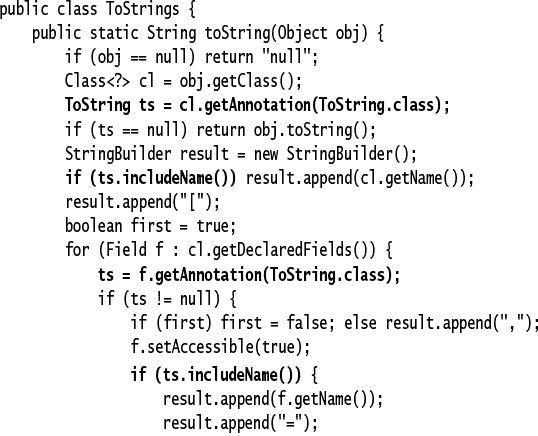 public class ToStrings {
    public static String toString(Object obj) {
        if (obj == null) return "null";
        Class<?> cl = obj.getClass();
        ToString ts = cl.getAnnotation(ToString.class);
        if (ts == null) return obj.toString();
        StringBuilder result = new StringBuilder();
        if (ts.includeName()) result.append(cl.getName());
        result.append("[");
        boolean first = true;
        for (Field f : cl.getDeclaredFields()) {
            ts = f.getAnnotation(ToString.class);
            if (ts != null) {
                if (first) first = false; else result.append(",");
                f.setAccessible(true);
                if (ts.includeName()) {
                    result.append(f.getName());
                    result.append("=");